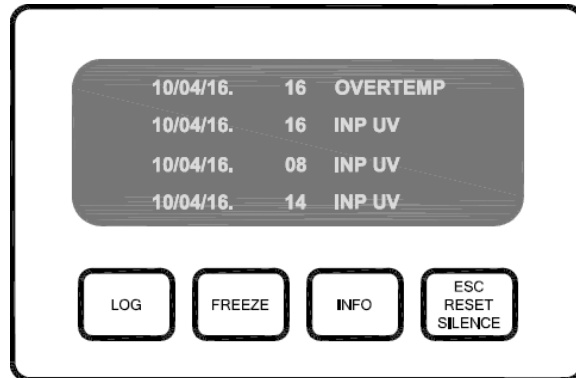 10/04/16. 16 OVERTEMP
10/04/16. 16 INP UV
10/04/16. 08 INP UV
10/04/16. 14 INP UV
LOG
FREEZE
INFO
ESC
RESET
SILENCE